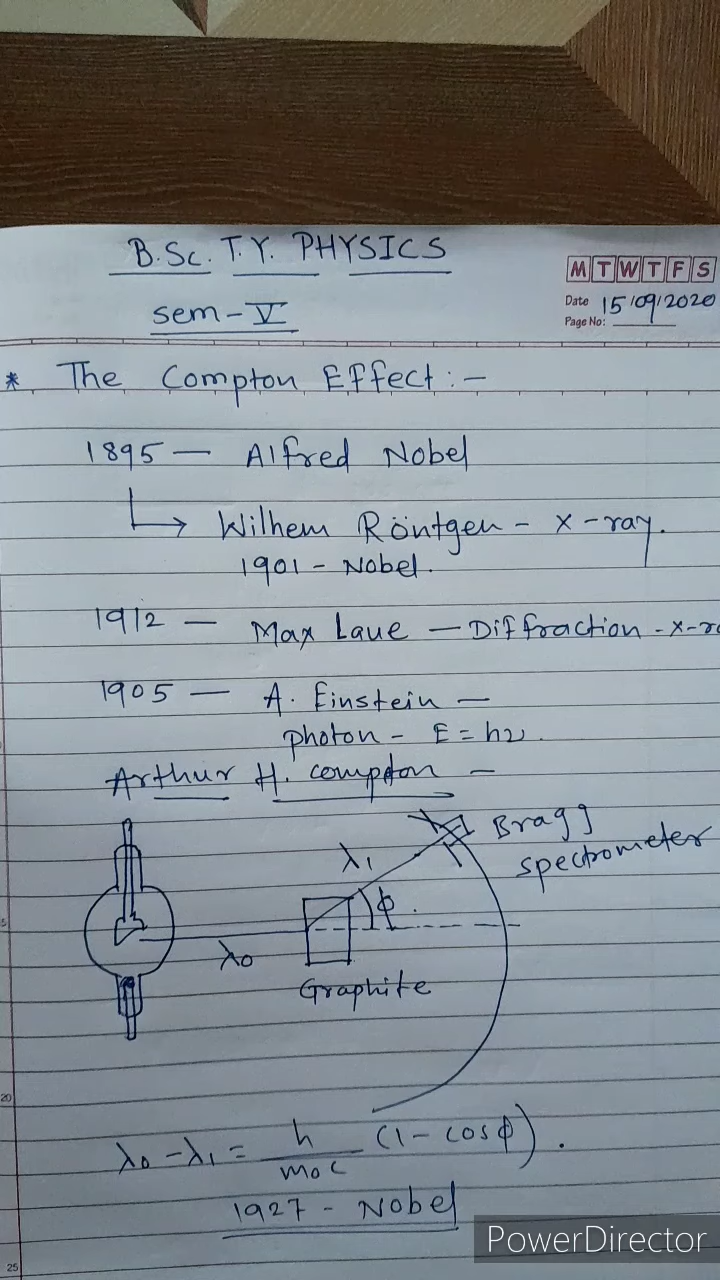 B.Sc. T.Y. PHYSICS
M T W T F S
Date 15/09/2020
Page No:
Sem-V
* The Compton Effect:-
1895 — Alfred Nobel
Wilhem Röntgen - x-ray.
1901 - Nobel.
1912 — Max Laue — Diffraction - x-ra
1905 — A. Einstein —
photon - E = hν.
Arthur H. compton —
Bragg
spectrometer
λ1
ϕ
λ0
Graphite
20
λ0 - λ1 = h/m0c (1 - cosϕ).
1927 - Nobel
PowerDirector
25